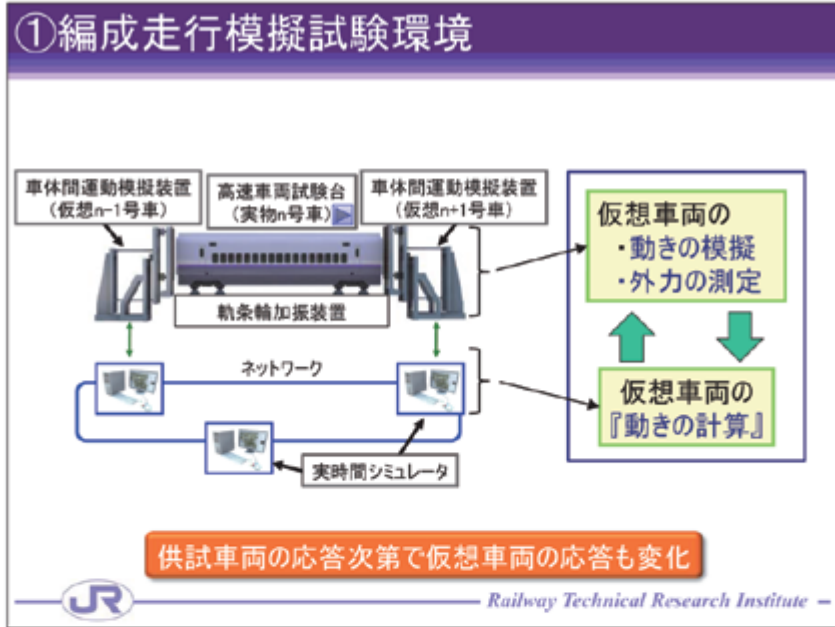 ①編成走行模擬試験環境
車体間運動模擬装置
(仮想n-1号車)
高速車両試験台
(実物n号車)
車体間運動模擬装置
(仮想n+1号車)
軌条輪加振装置
ネットワーク
実時間シミュレータ
仮想車両の
・動きの模擬
・外力の測定
仮想車両の
『動きの計算』
供試車両の応答次第で仮想車両の応答も変化
JR
Railway Technical Research Institute